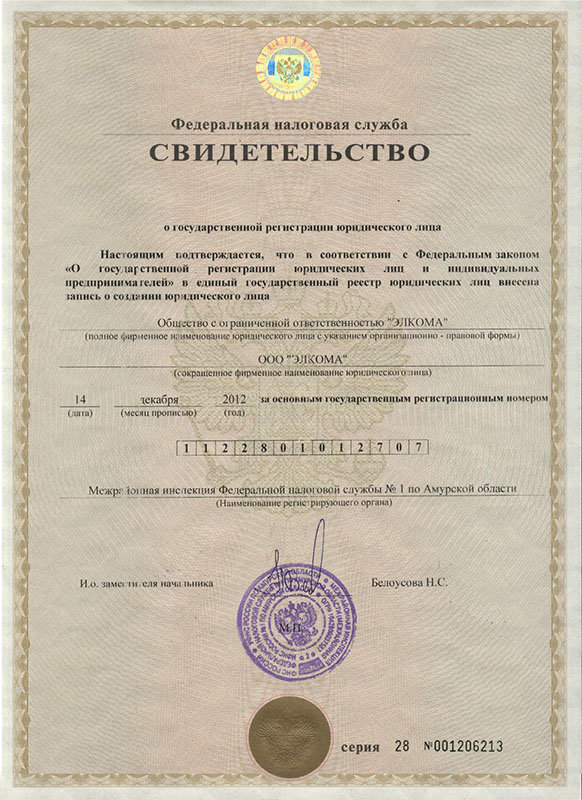 Федеральная налоговая служба
СВИДЕТЕЛЬСТВО
о государственной регистрации юридического лица
Настоящим подтверждается, что в соответствии с Федеральным законом
«О государственной регистрации юридических лиц и индивидуальных
предпринимателей» в единый государственный реестр юридических лиц внесена
запись о создании юридического лица
Общество с ограниченной ответственностью "ЭЛКОМА"
(полное фирменное наименование юридического лица с указанием организационно - правовой формы)
ООО "ЭЛКОМА"
(сокращенное фирменное наименование юридического лица)
14 декабря 2012 за основным государственным регистрационным номером
(дата) (месяц прописью) (год)
1 1 2 2 8 0 1 0 1 2 7 0 7
Межрайонная инспекция Федеральной налоговой службы № 1 по Амурской области
(Наименование регистрирующего органа)
И.о. заместителя начальника Белоусова Н.С.
М.П.
серия 28 №001206213